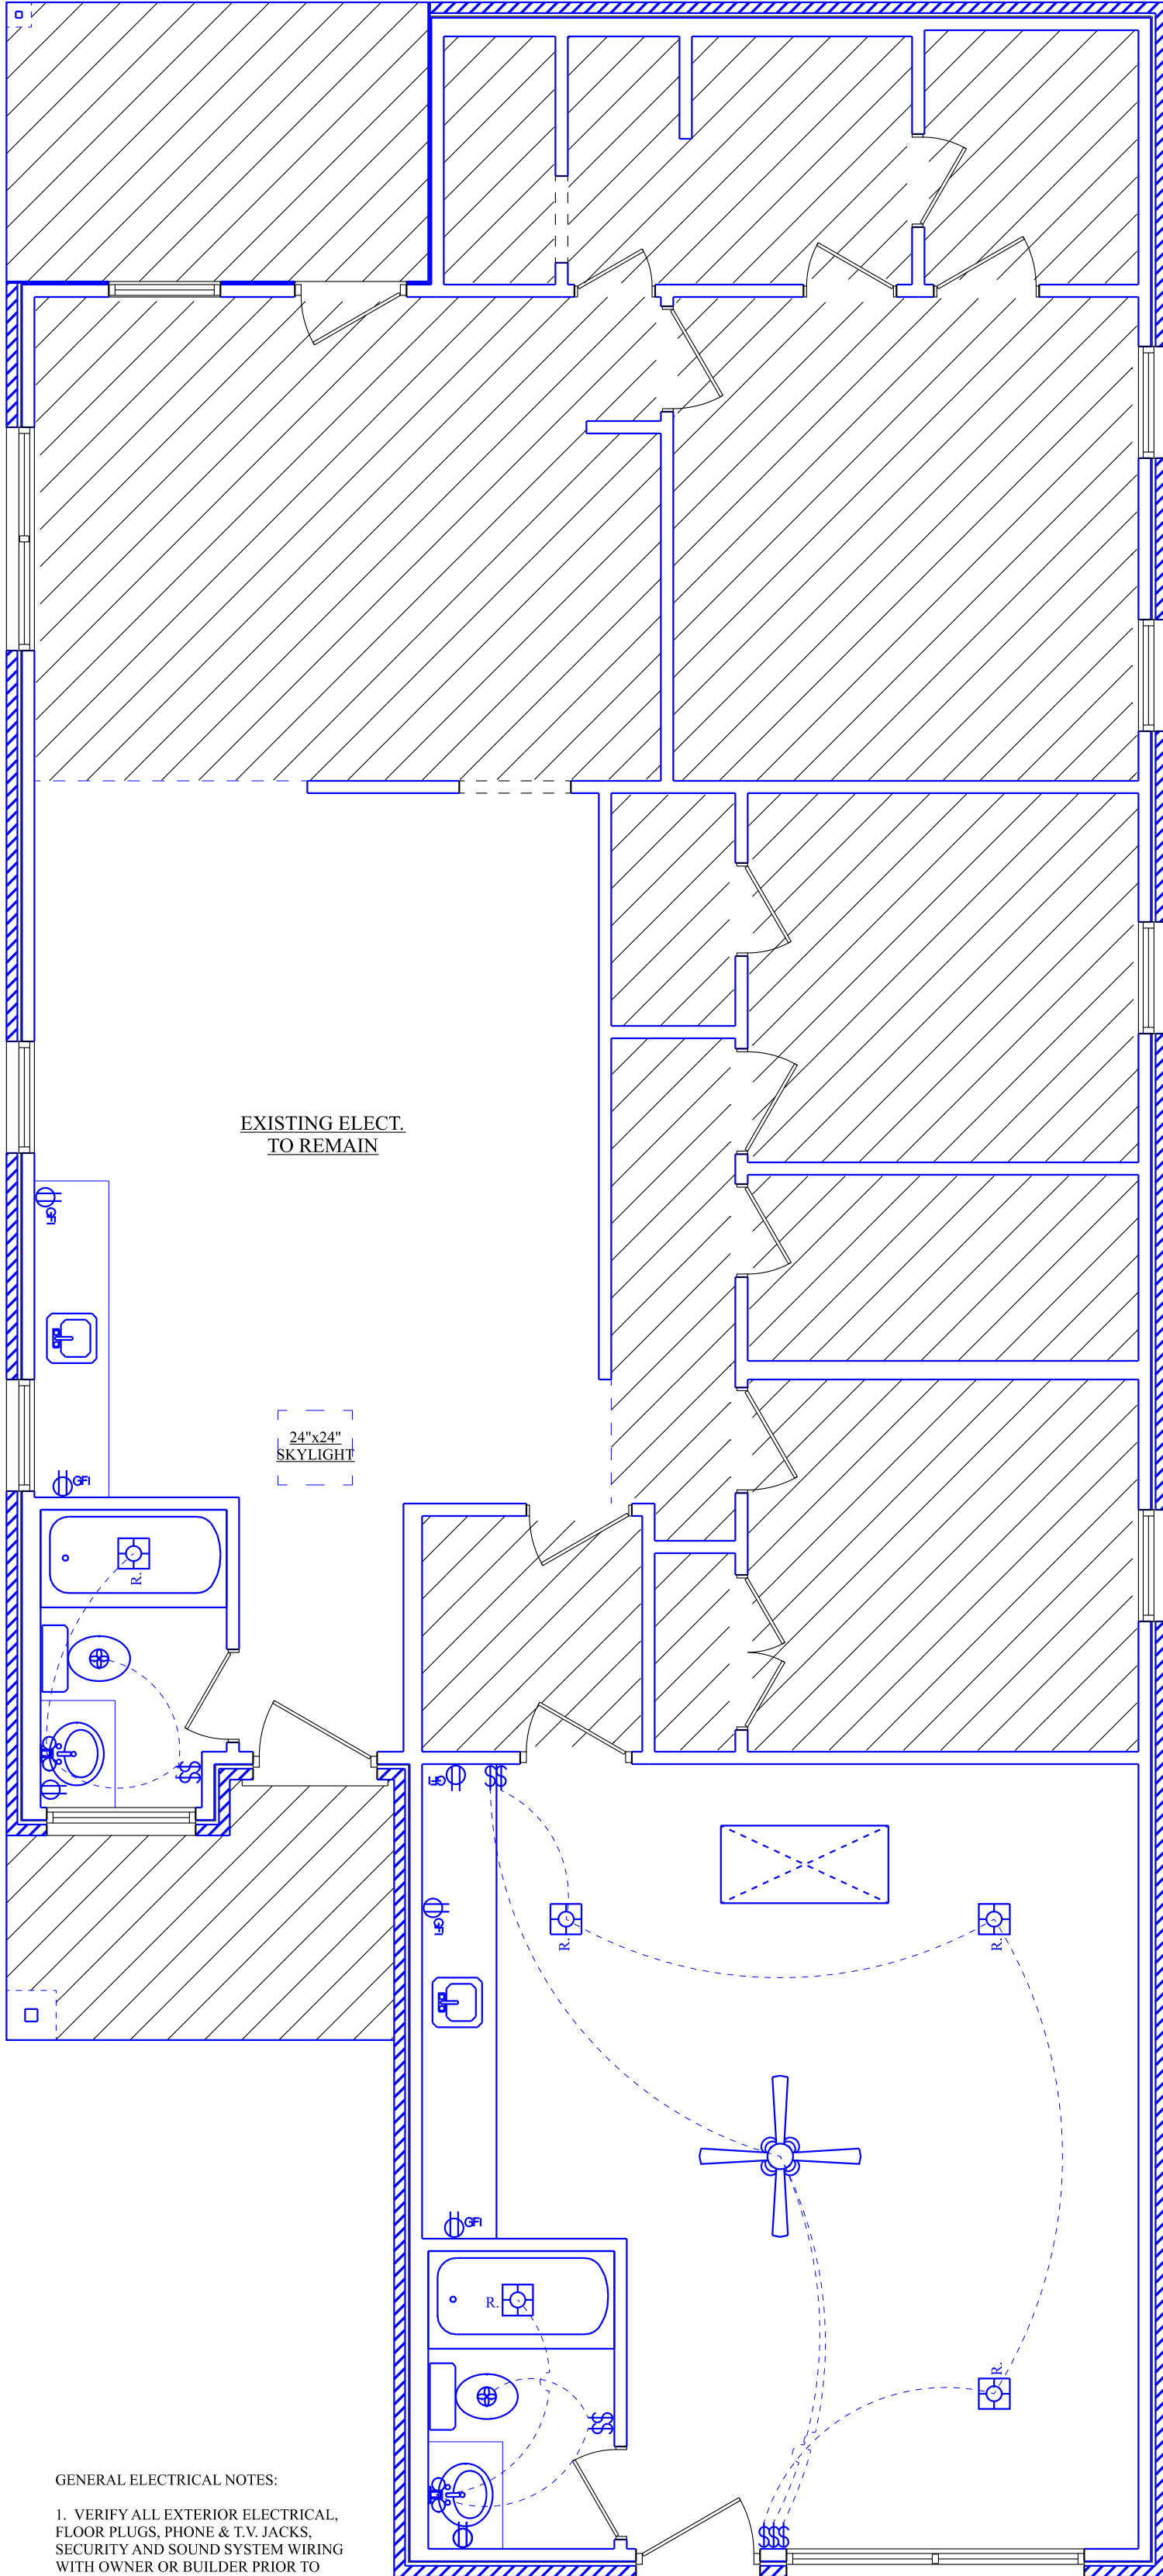 EXISTING ELECT.
TO REMAIN
GFI
24"x24"
SKYLIGHT
GFI
R.
$$
GFI
$$
R.
R.
GFI
GFI
R.
R.
$$
$$$
GENERAL ELECTRICAL NOTES:
1. VERIFY ALL EXTERIOR ELECTRICAL,
FLOOR PLUGS, PHONE & T.V. JACKS,
SECURITY AND SOUND SYSTEM WIRING
WITH OWNER OR BUILDER PRIOR TO